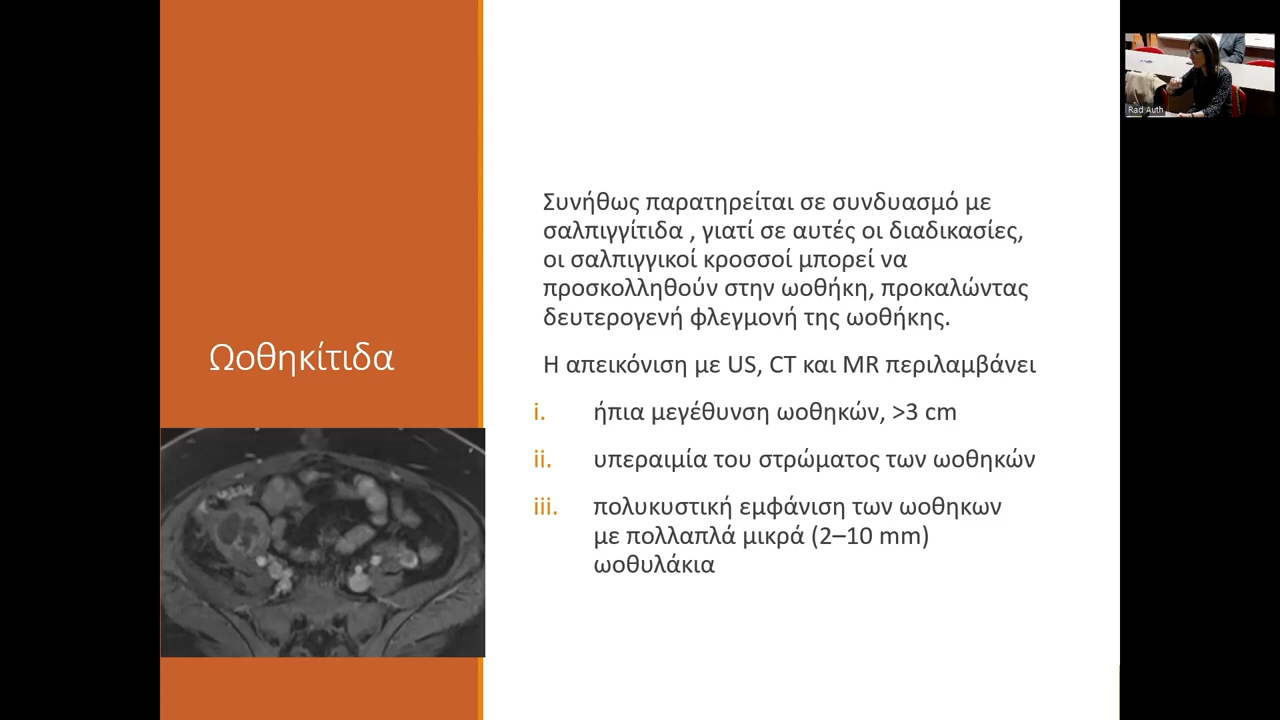 Ωοθηκίτιδα
Συνήθως παρατηρείται σε συνδυασμό με
σαλπιγγίτιδα , γιατί σε αυτές οι διαδικασίες,
οι σαλπιγγικοί κροσσοί μπορεί να
προσκολληθούν στην ωοθήκη, προκαλώντας
δευτερογενή φλεγμονή της ωοθήκης.
Η απεικόνιση με US, CT και MR περιλαμβάνει
i. ήπια μεγέθυνση ωοθηκών, >3 cm
ii. υπεραιμία του στρώματος των ωοθηκών
iii. πολυκυστική εμφάνιση των ωοθηκων
με πολλαπλά μικρά (2–10 mm)
ωοθυλάκια
Rad Auth